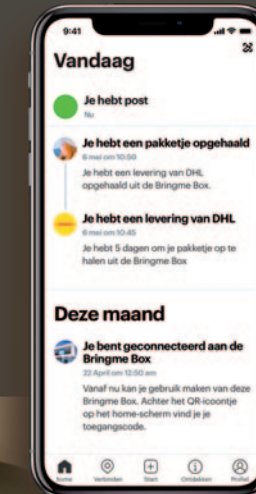 9:41
Vandaag
Je hebt post
Nu
Je hebt een pakketje opgehaald
6 mei om 10:50
Je hebt een levering van DHL
opgehaald uit de Bringme Box.
Je hebt een levering van DHL
6 mei om 10:45
Je hebt 5 dagen om je pakketje op te
halen uit de Bringme Box
Deze maand
Je bent geconnecteerd aan de
Bringme Box
22 April om 12:50 am
Vanaf nu kan je gebruik maken van deze
Bringme Box. Achter het QR-icoontje
op het home-scherm vind je je
toegangscode.
Home Verbinden Start Ontdekken Profiel